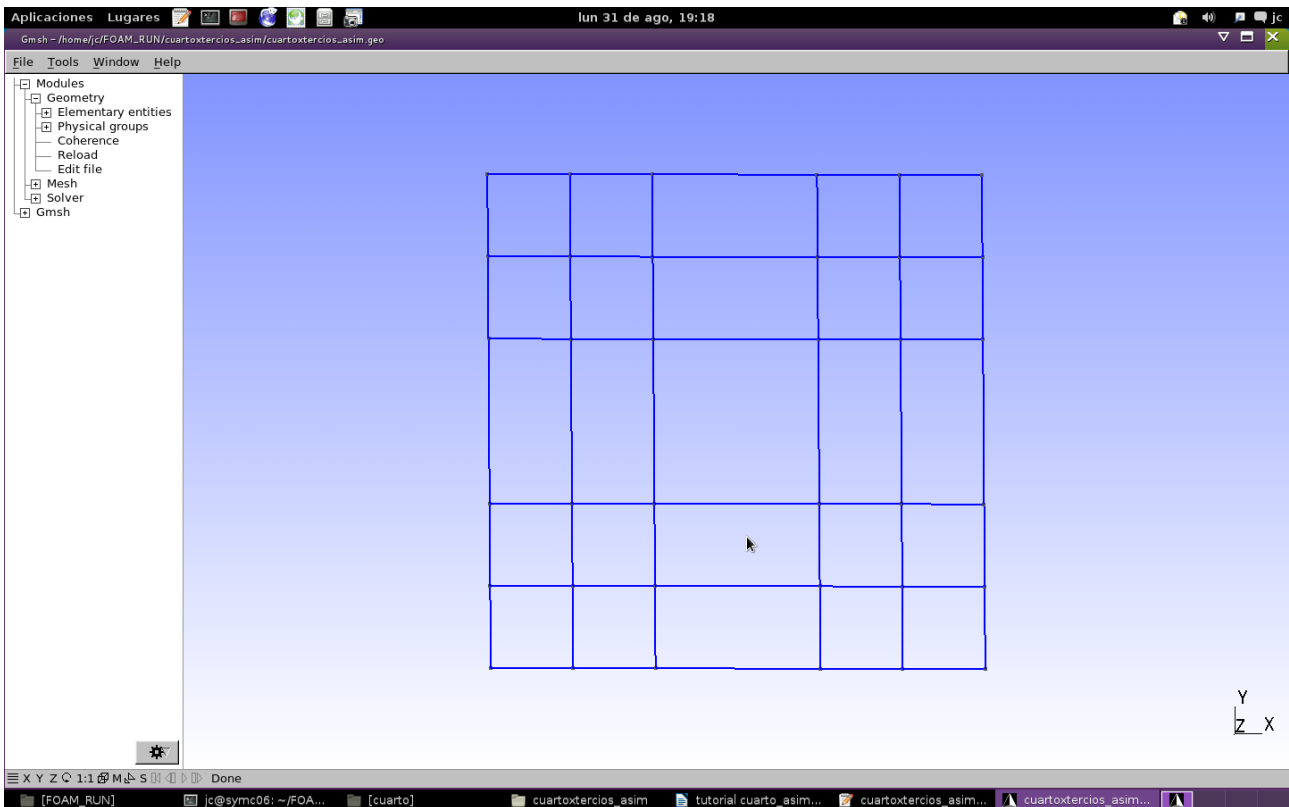 Aplicaciones Lugares lun 31 de ago, 19:18 jc
Gmsh - /home/jc/FOAM_RUN/cuartoxtercios_asim/cuartoxtercios_asim.geo
File Tools Window Help
Modules
Geometry
Elementary entities
Physical groups
Coherence
Reload
Edit file
Mesh
Solver
Gmsh
Y
Z X
X Y Z 1:1 M S Done
[FOAM_RUN] jc@symc06: ~/FOA... [cuarto] cuartoxtercios_asim tutorial cuarto_asim... cuartoxtercios_asim... cuartoxtercios_asim...